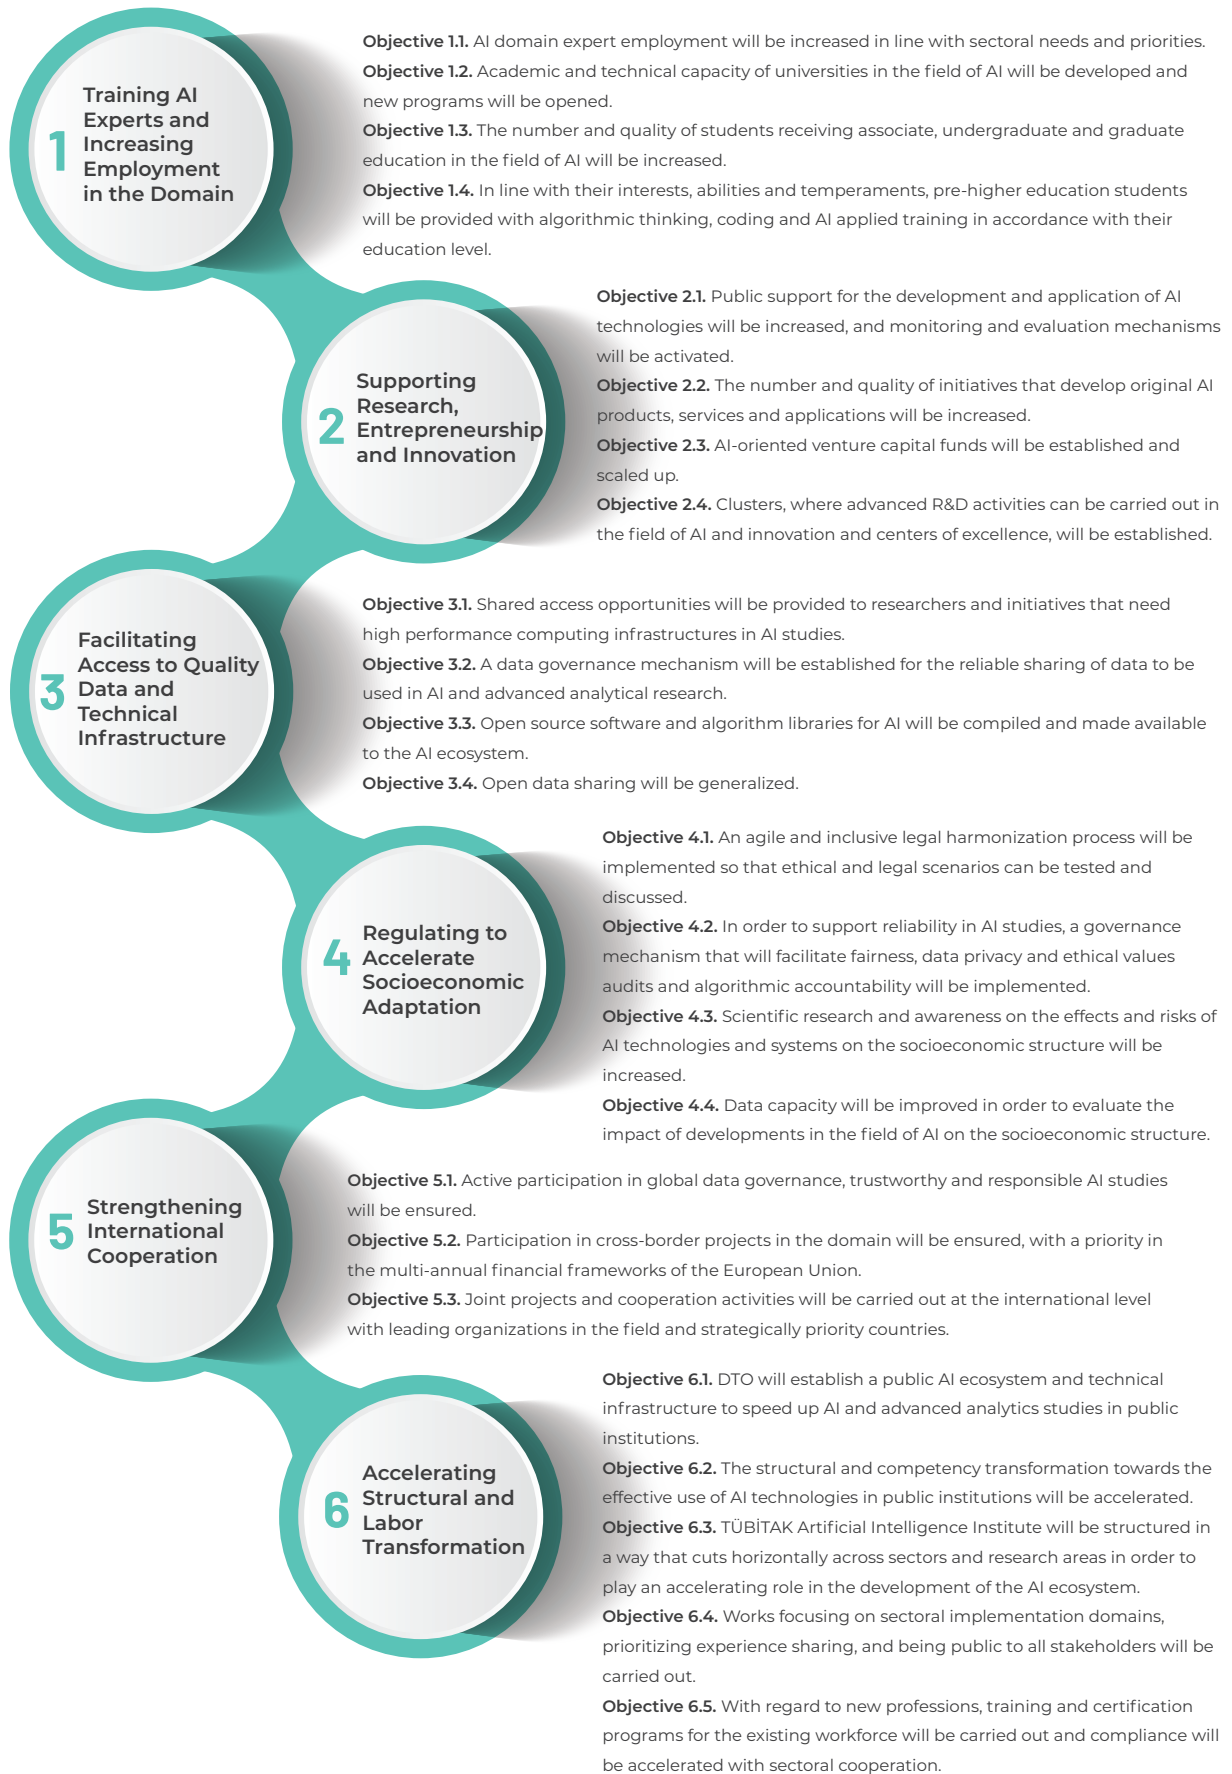 1
Training AI
Experts and
Increasing
Employment
in the Domain
Objective 1.1. AI domain expert employment will be increased in line with sectoral needs and priorities.
Objective 1.2. Academic and technical capacity of universities in the field of AI will be developed and
new programs will be opened.
Objective 1.3. The number and quality of students receiving associate, undergraduate and graduate
education in the field of AI will be increased.
Objective 1.4. In line with their interests, abilities and temperaments, pre-higher education students
will be provided with algorithmic thinking, coding and AI applied training in accordance with their
education level.
2
Supporting
Research,
Entrepreneurship
and Innovation
Objective 2.1. Public support for the development and application of AI
technologies will be increased, and monitoring and evaluation mechanisms
will be activated.
Objective 2.2. The number and quality of initiatives that develop original AI
products, services and applications will be increased.
Objective 2.3. AI-oriented venture capital funds will be established and
scaled up.
Objective 2.4. Clusters, where advanced R&D activities can be carried out in
the field of AI and innovation and centers of excellence, will be established.
3
Facilitating
Access to Quality
Data and
Technical
Infrastructure
Objective 3.1. Shared access opportunities will be provided to researchers and initiatives that need
high performance computing infrastructures in AI studies.
Objective 3.2. A data governance mechanism will be established for the reliable sharing of data to be
used in AI and advanced analytical research.
Objective 3.3. Open source software and algorithm libraries for AI will be compiled and made available
to the AI ecosystem.
Objective 3.4. Open data sharing will be generalized.
4
Regulating to
Accelerate
Socioeconomic
Adaptation
Objective 4.1. An agile and inclusive legal harmonization process will be
implemented so that ethical and legal scenarios can be tested and
discussed.
Objective 4.2. In order to support reliability in AI studies, a governance
mechanism that will facilitate fairness, data privacy and ethical values
audits and algorithmic accountability will be implemented.
Objective 4.3. Scientific research and awareness on the effects and risks of
AI technologies and systems on the socioeconomic structure will be
increased.
Objective 4.4. Data capacity will be improved in order to evaluate the
impact of developments in the field of AI on the socioeconomic structure.
5
Strengthening
International
Cooperation
Objective 5.1. Active participation in global data governance, trustworthy and responsible AI studies
will be ensured.
Objective 5.2. Participation in cross-border projects in the domain will be ensured, with a priority in
the multi-annual financial frameworks of the European Union.
Objective 5.3. Joint projects and cooperation activities will be carried out at the international level
with leading organizations in the field and strategically priority countries.
6
Accelerating
Structural and
Labor
Transformation
Objective 6.1. DTO will establish a public AI ecosystem and technical
infrastructure to speed up AI and advanced analytics studies in public
institutions.
Objective 6.2. The structural and competency transformation towards the
effective use of AI technologies in public institutions will be accelerated.
Objective 6.3. TÜBİTAK Artificial Intelligence Institute will be structured in
a way that cuts horizontally across sectors and research areas in order to
play an accelerating role in the development of the AI ecosystem.
Objective 6.4. Works focusing on sectoral implementation domains,
prioritizing experience sharing, and being public to all stakeholders will be
carried out.
Objective 6.5. With regard to new professions, training and certification
programs for the existing workforce will be carried out and compliance will
be accelerated with sectoral cooperation.